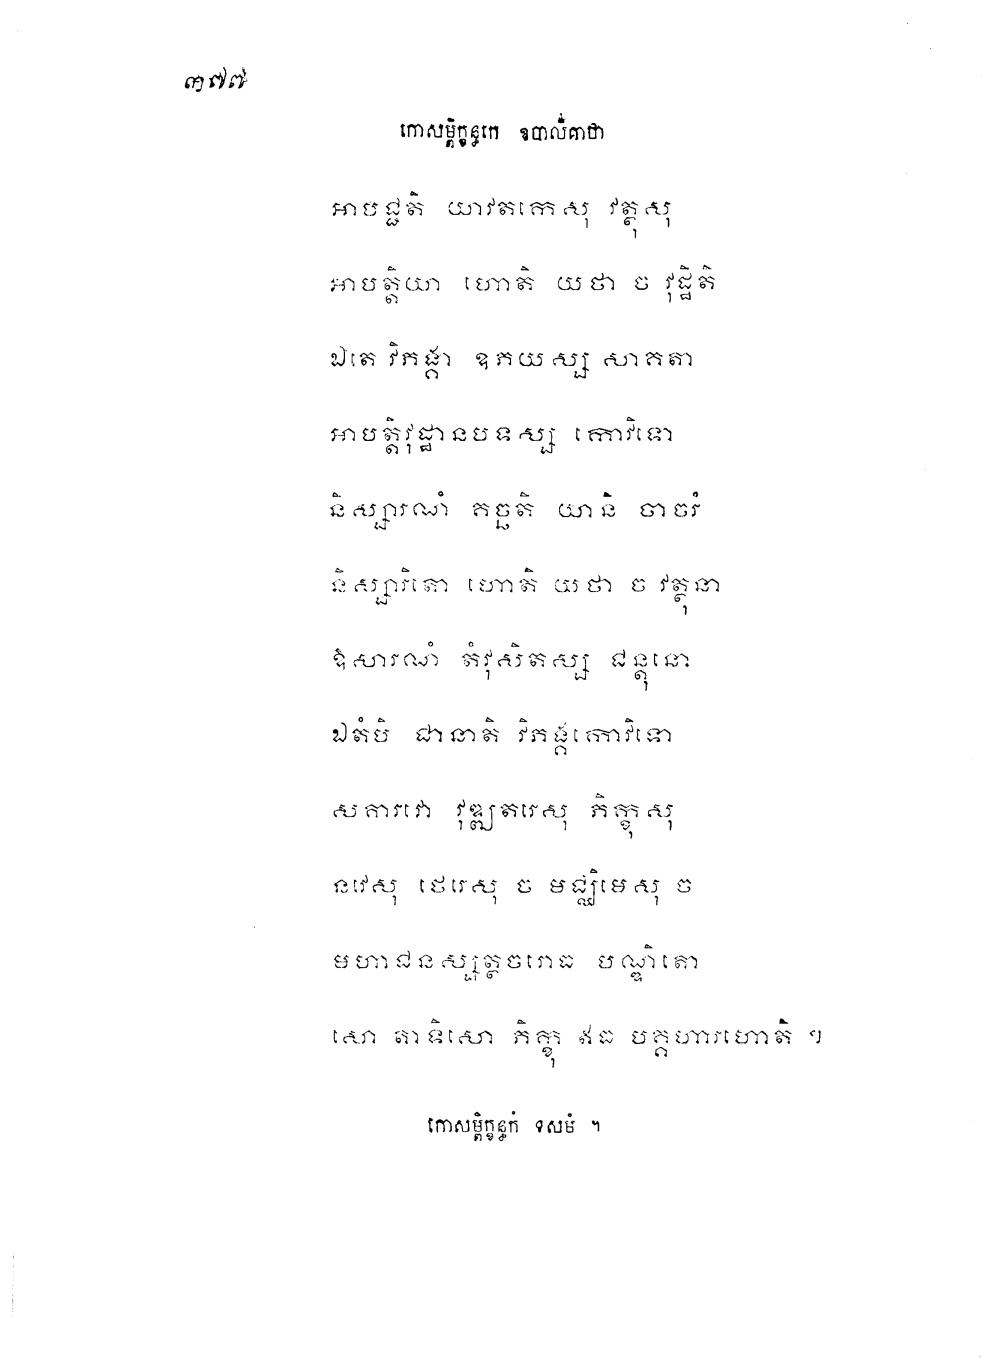 ៣៧៧
កោសម្ពិក្ខន្ធកេ ឧបាលិគាថា
អាបជ្ជតិ យាវតកេសុ វត្ថុសុ
អាបត្តិយា ហោតិ យថា ច វុដ្ឋិតិ
ឯតេ វិភង្គា ឧភយស្ស សាគតា
អាបត្តិវុដ្ឋានបទស្ស កោវិទោ
និស្សារណំ គច្ឆតិ យានិ ចាចរំ
និស្សារិតោ ហោតិ យថា ច វត្ថុនា
ឱសារណំ តំវុសិតស្ស ជន្តុនោ
ឯតំបិ ជានាតិ វិភង្គកោវិទោ
សគារវោ វុឌ្ឍតរេសុ ភិក្ខុសុ
នវេសុ ថេរេសុ ច មជ្ឈិមេសុ ច
មហាជនស្សត្ថចរោធ បណ្ឌិតោ
សោ តាទិសោ ភិក្ខុ ឥធ បគ្គហារហោតិ ។
កោសម្ពិក្ខន្ធកំ ទសមំ ។